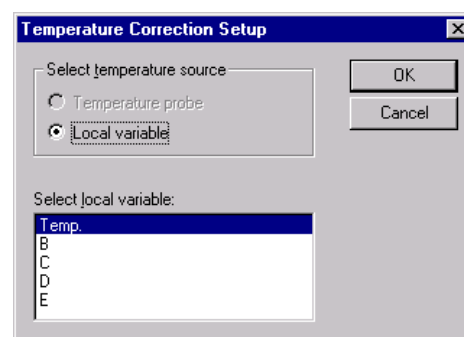 Temperature Correction Setup
Select temperature source
Temperature probe
Local variable
OK
Cancel
Select local variable:
Temp.
B
C
D
E